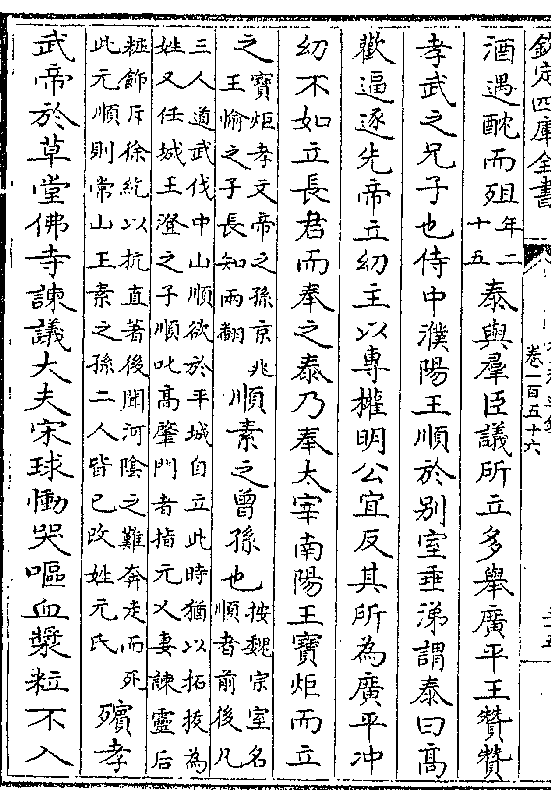 欽定四庫全書
卷一百五十六
酒遇酖而殂年二十五泰與羣臣議所立多舉廣平王贊贊
孝武之兄子也侍中濮陽王順於別室垂涕謂泰曰高
歡逼逐先帝立幼主以專權明公宜反其所為廣平冲
幼不如立長君而奉之泰乃奉太宰南陽王寶炬而立
之寶炬孝文帝之孫京兆王愉之子長知兩翻順素之曾孫也按魏宗室名順者前後凡
三人道武伐中山順欲於平城自立此時猶以拓拔為
姓又任城王澄之子順叱高肇門者指元乂妻諫靈后
粧飾斥徐紇以抗直著後聞河陰之難奔走而死
此元順則常山王素之孫二人皆已改姓元氏殯孝
武帝於草堂佛寺諫議大夫宋球慟哭嘔血漿粒不入